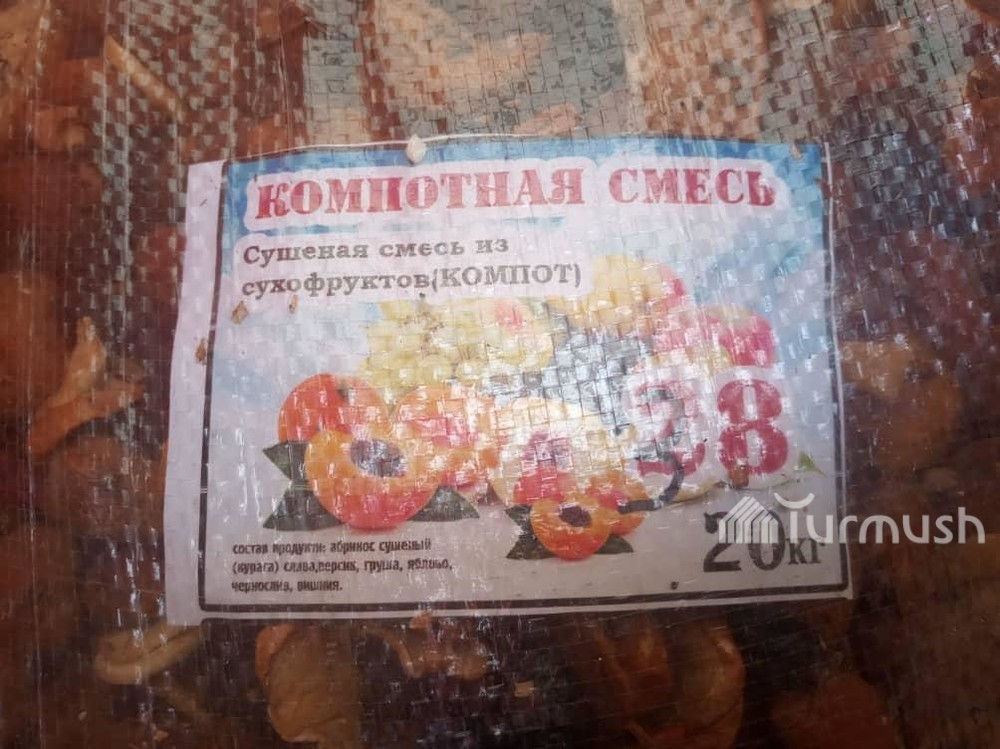 КОМПОТНАЯ СМЕСЬ
Сушеная смесь из
сухофруктов(КОМПОТ)
38
20кг
состав продукти: абрикос сушеный
(курага) слива,персик, груша, яблоко,
чернослив, вишня.
Turmush